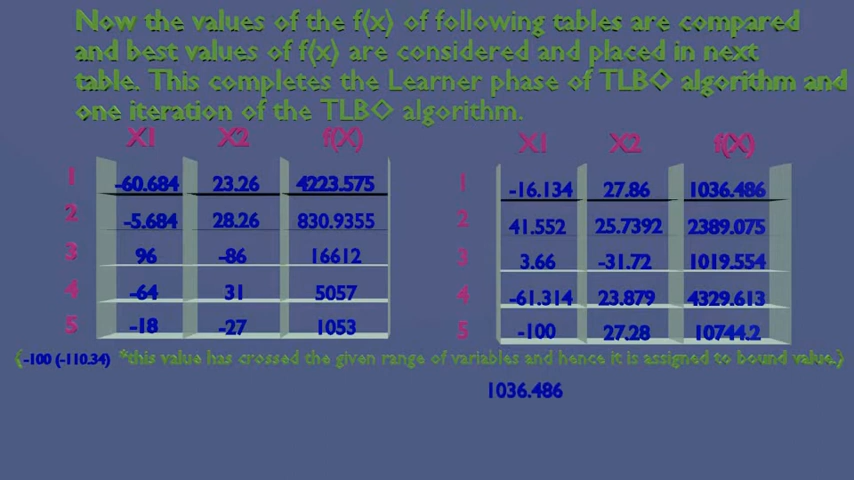 Now the values of the f(x) of following tables are compared
and best values of f(x) are considered and placed in next
table. This completes the Learner phase of TLBO algorithm and
one iteration of the TLBO algorithm.
X1 X2 f(X)
1 -60.684 23.26 4223.575
2 -5.684 28.26 830.9355
3 96 -86 16612
4 -64 31 5057
5 -18 -27 1053
X1 X2 f(X)
1 -16.134 27.86 1036.486
2 41.552 25.7392 2389.075
3 3.66 -31.72 1019.554
4 -61.314 23.879 4329.613
5 -100 27.28 10744.2
(-100 (-110.34) *this value has crossed the given range of variables and hence it is assigned to bound value.)
1036.486